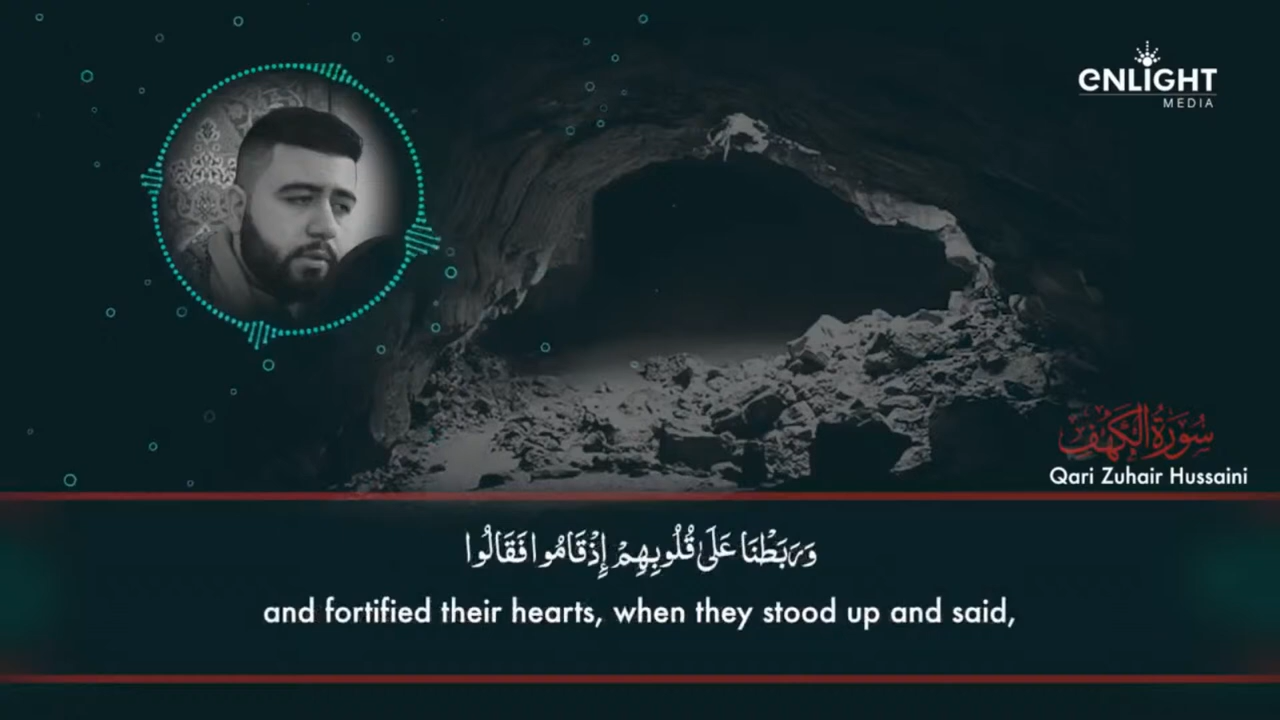 eNLIGHT
MEDIA
سُورَةُ الكَهْفِ
Qari Zuhair Hussaini
وَرَبَطْنَا عَلَىٰ قُلُوبِهِمْ إِذْ قَامُوا فَقَالُوا
and fortified their hearts, when they stood up and said,